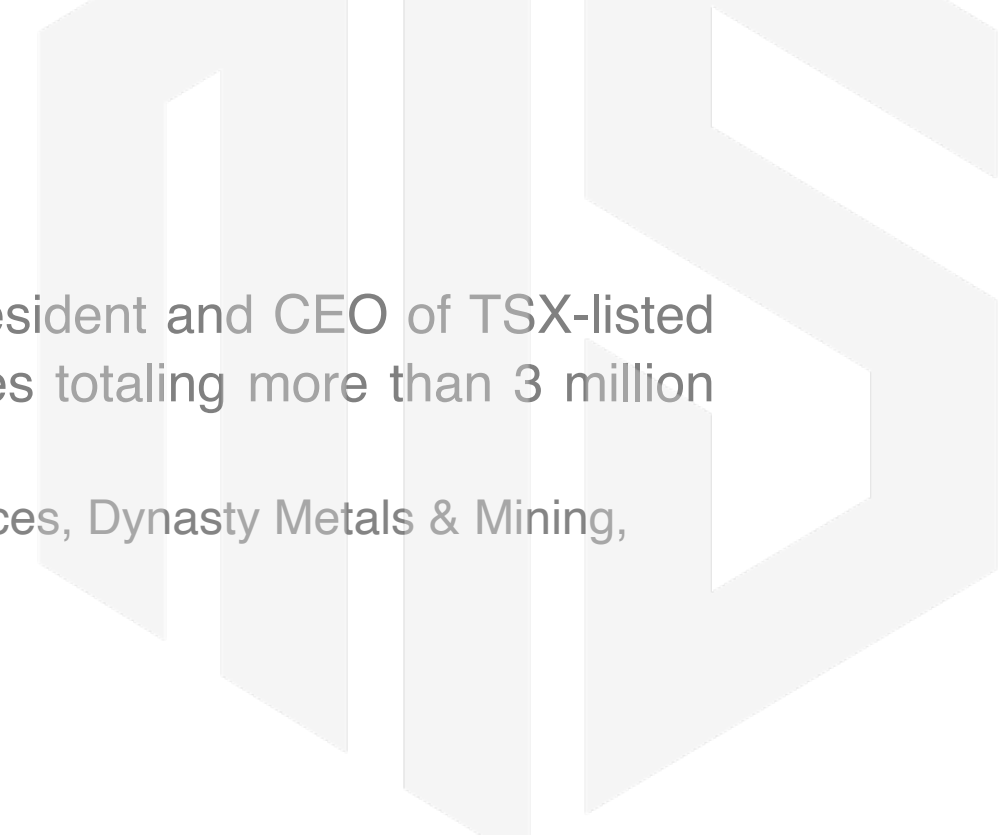 esident and CEO of TSX-listed
es totaling more than 3 million
ces, Dynasty Metals & Mining,